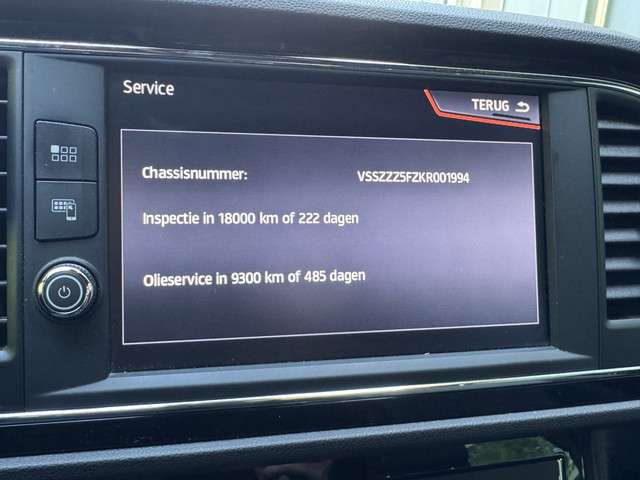 Service
TERUG
Chassisnummer: VSSZZZ5FZKR001994
Inspectie in 18000 km of 222 dagen
Olieservice in 9300 km of 485 dagen